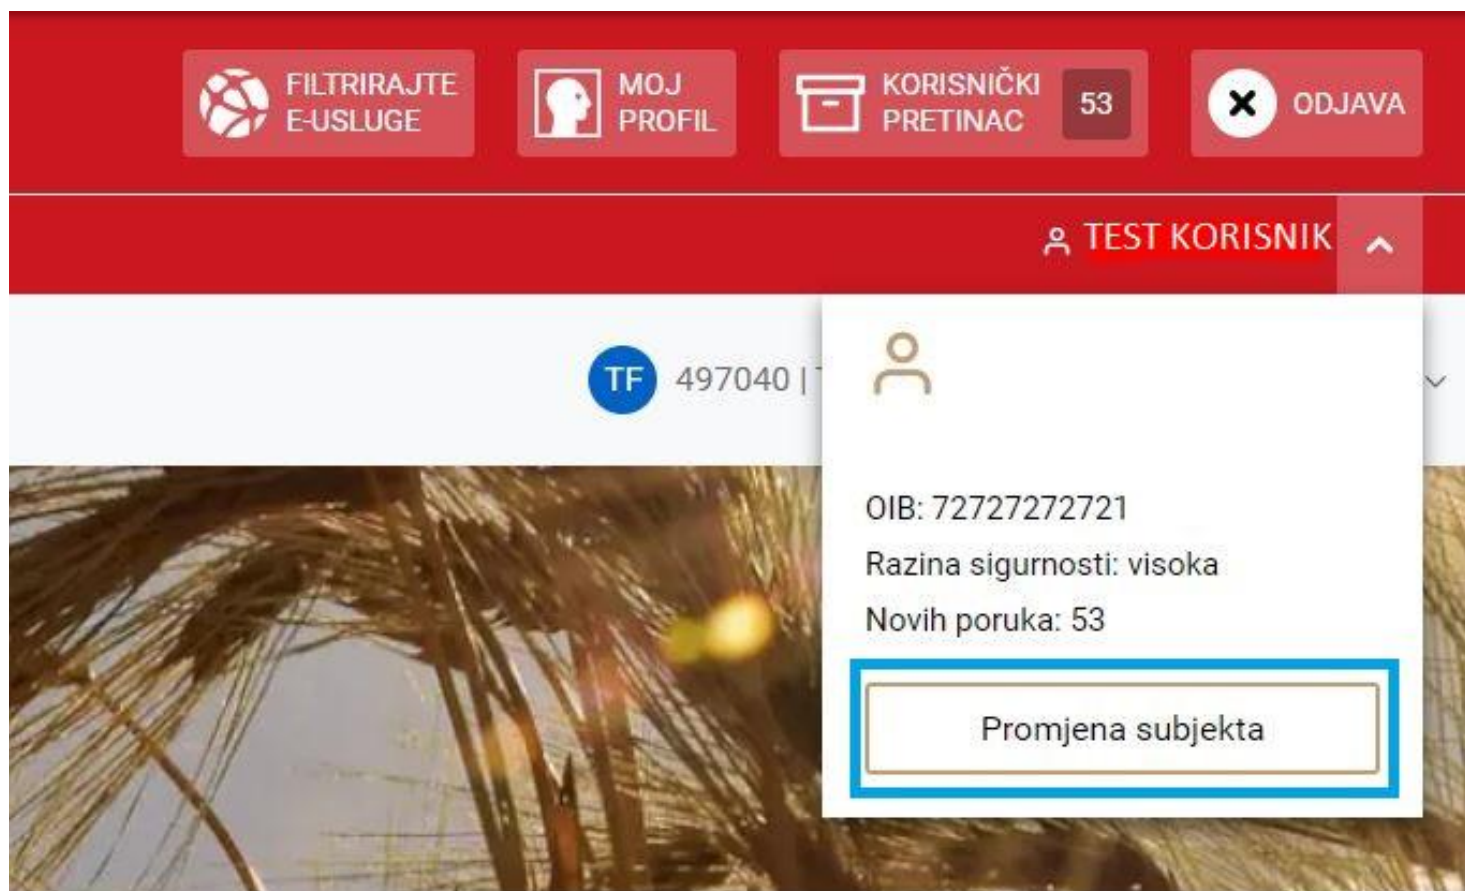 FILTRIRAJTE
E-USLUGE
MOJ
PROFIL
KORISNIČKI
PRETINAC
53
ODJAVA
TEST KORISNIK
TF
497040 |
OIB: 72727272721
Razina sigurnosti: visoka
Novih poruka: 53
Promjena subjekta